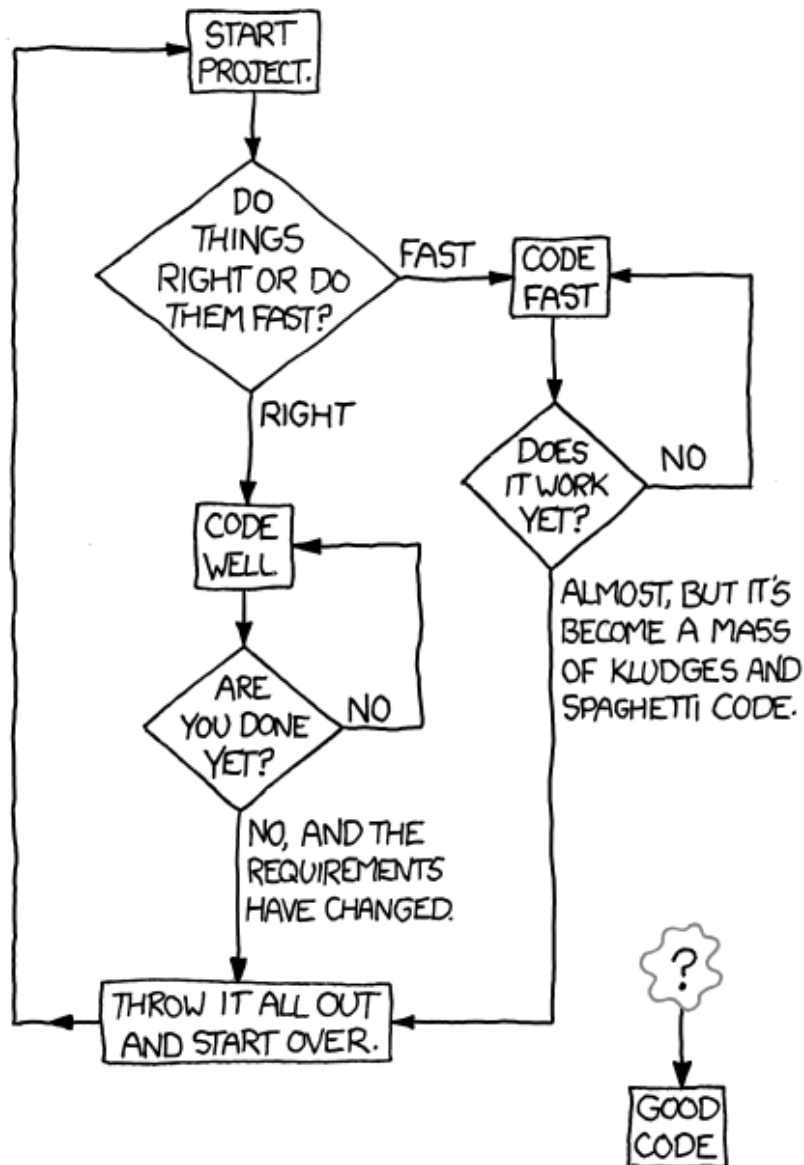 START
PROJECT.
DO
THINGS
RIGHT OR DO
THEM FAST?
FAST
CODE
FAST
RIGHT
DOES
IT WORK
YET?
NO
CODE
WELL.
ALMOST, BUT IT'S
BECOME A MASS
OF KLUDGES AND
SPAGHETTI CODE.
ARE
YOU DONE
YET?
NO
NO, AND THE
REQUIREMENTS
HAVE CHANGED.
THROW IT ALL OUT
AND START OVER.
?
GOOD
CODE